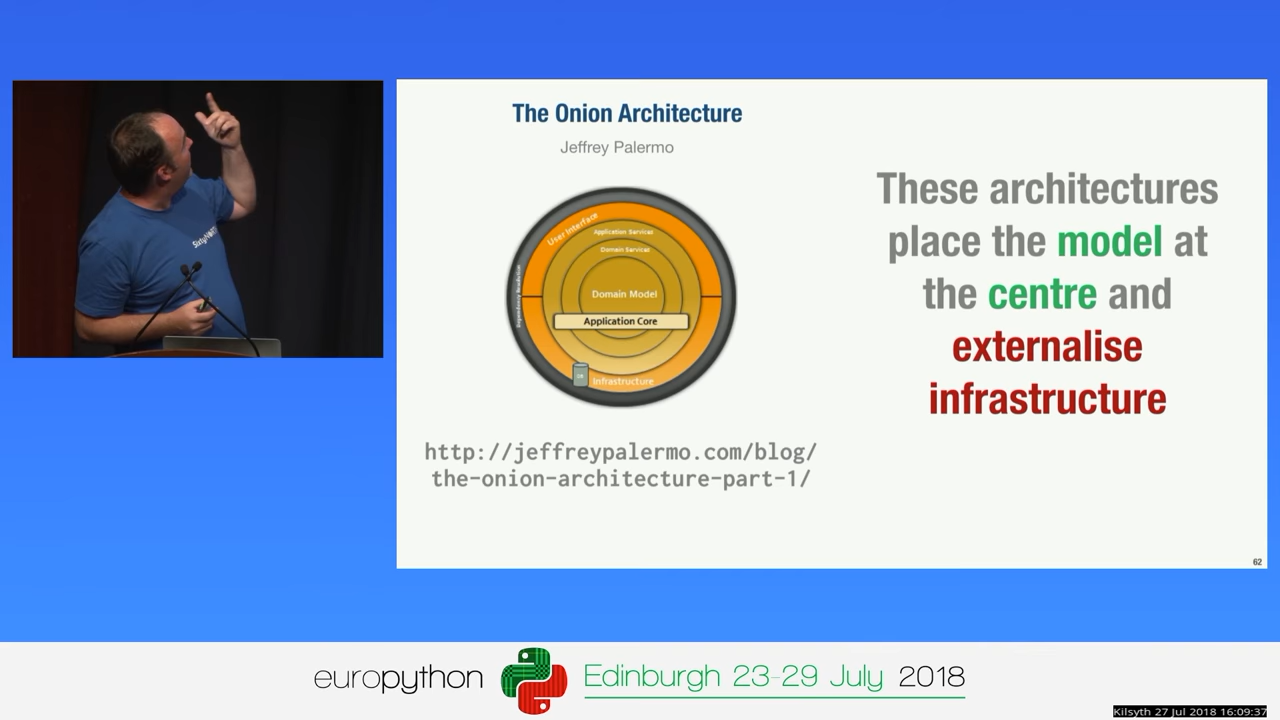 The Onion Architecture
Jeffrey Palermo
User Interface
Application Services
Domain Services
Domain Model
Application Core
DB
Infrastructure
http://jeffreypalermo.com/blog/
the-onion-architecture-part-1/
These architectures
place the model at
the centre and
externalise
infrastructure
62
europython
Edinburgh 23-29 July 2018
Kilsyth 27 Jul 2018 16:09:37